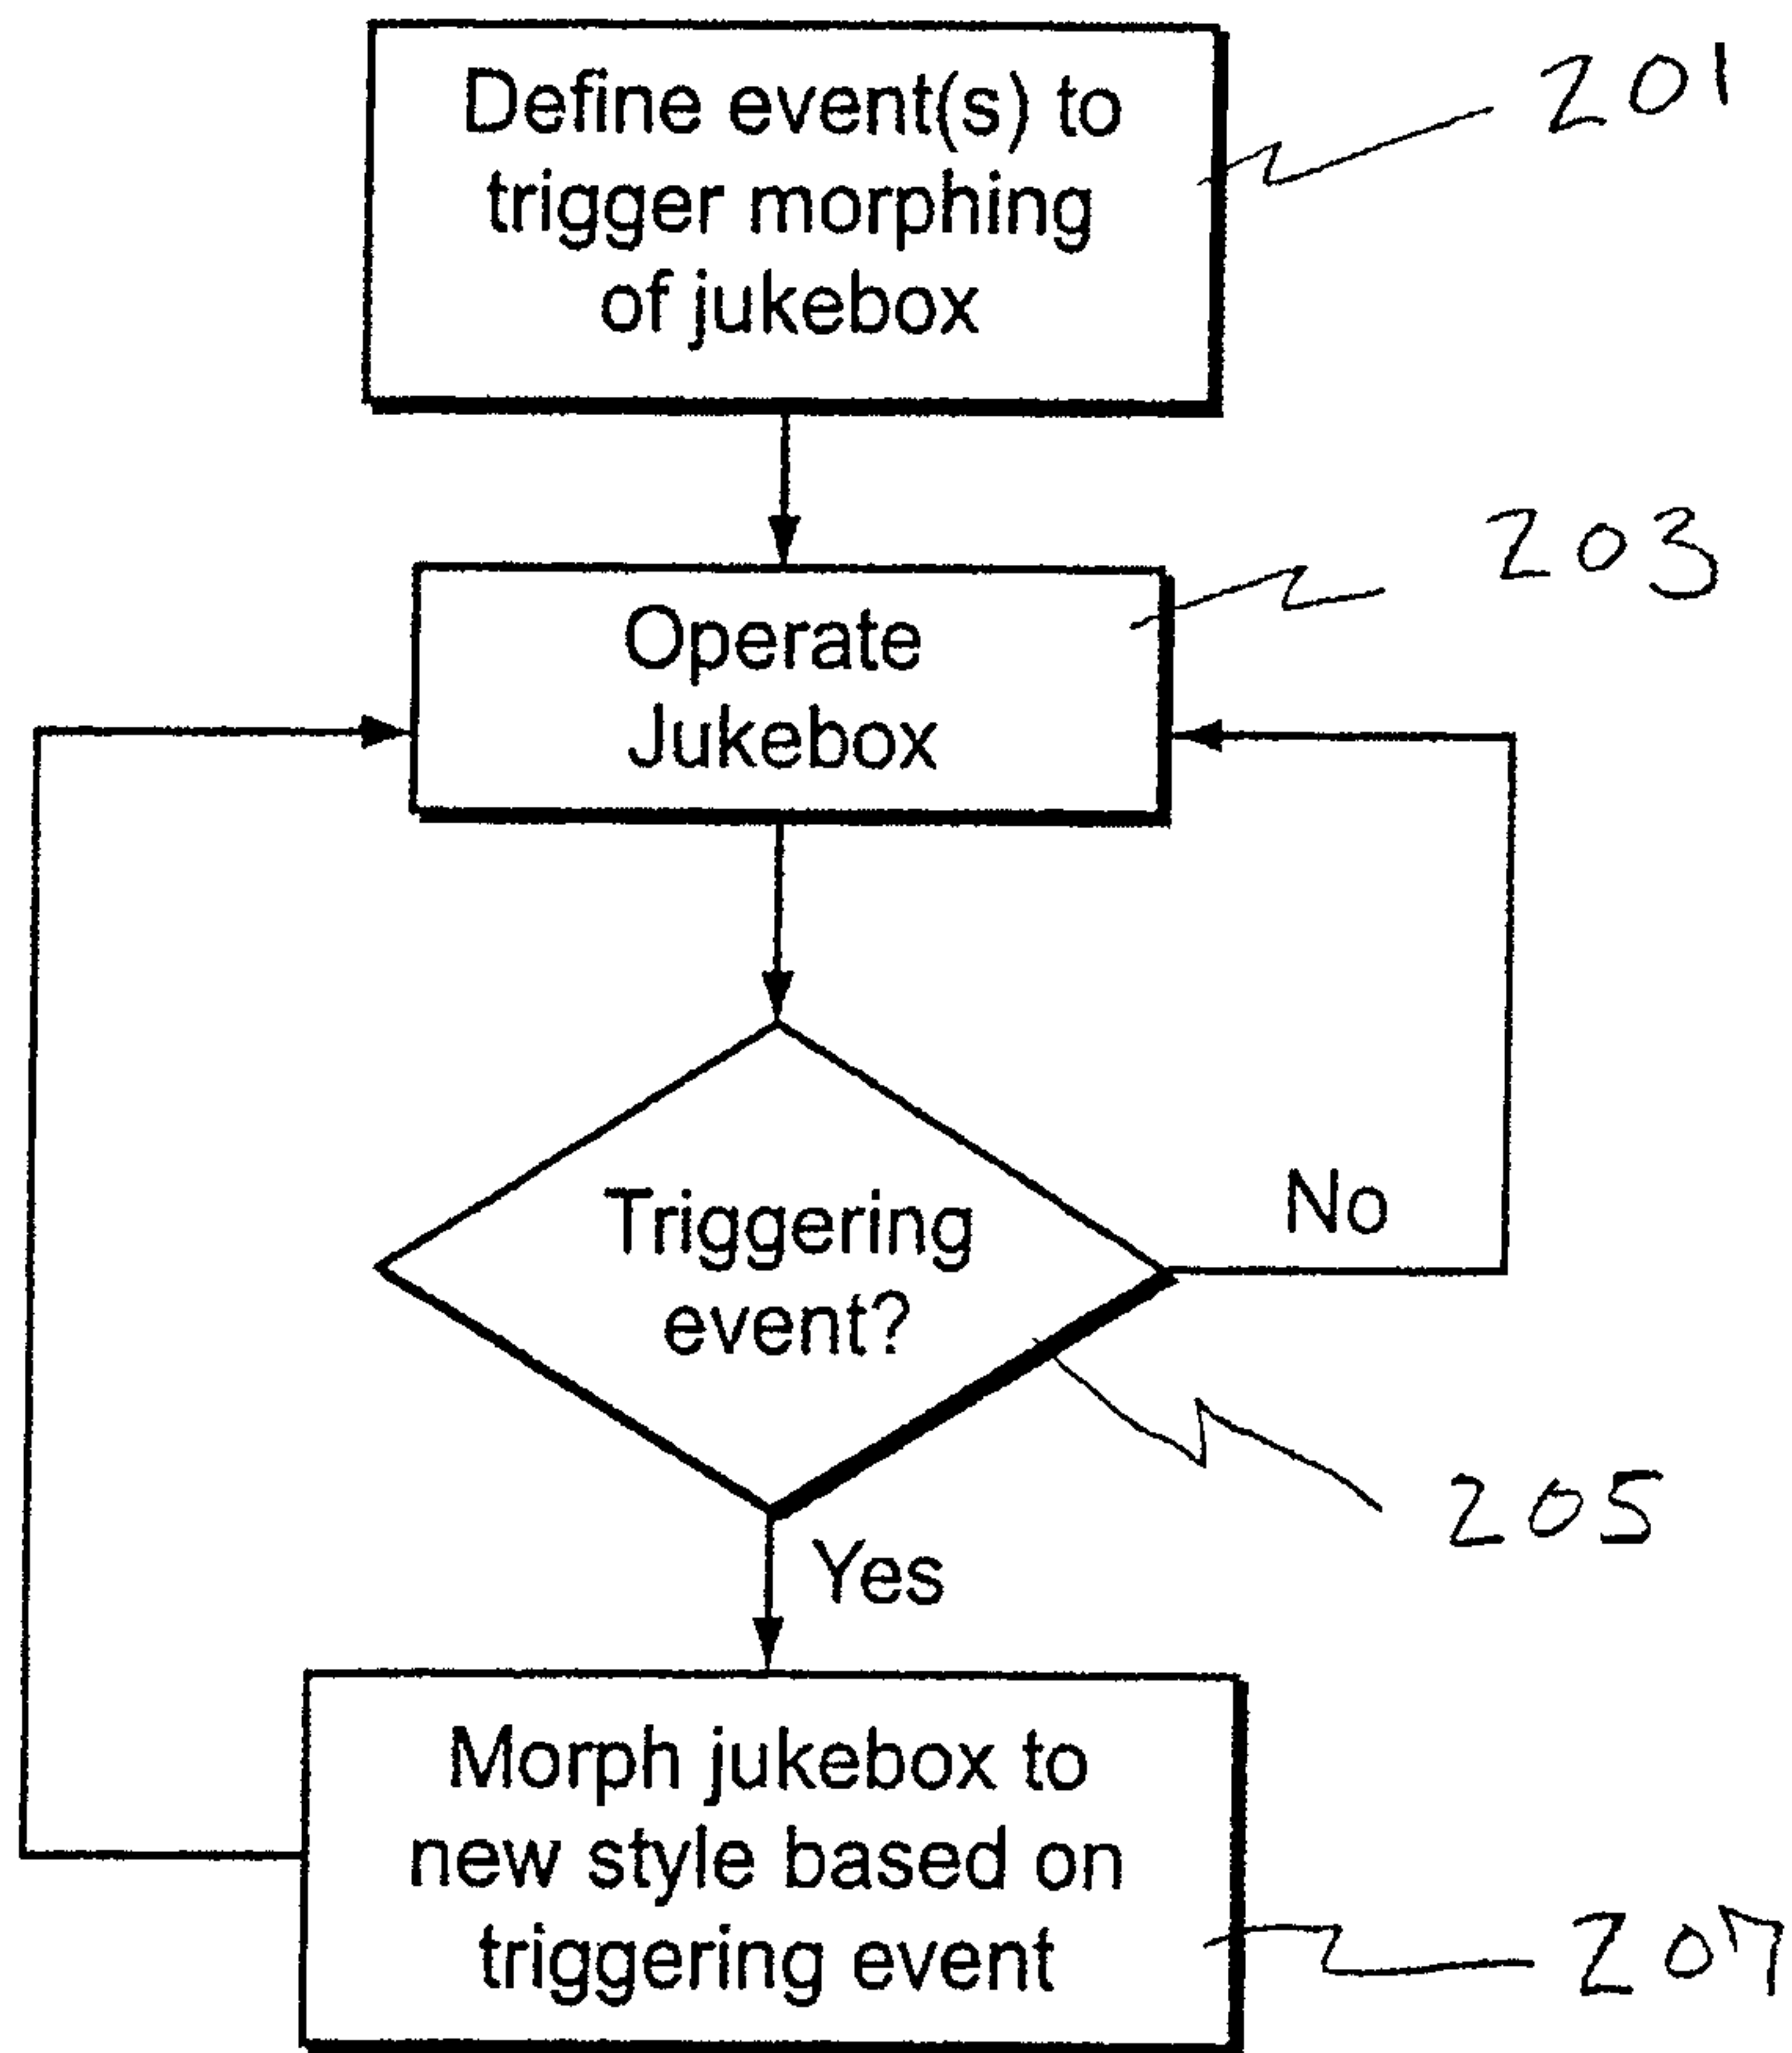 Define event(s) to
trigger morphing
of jukebox
201
Operate
Jukebox
203
Triggering
event?
No
205
Yes
Morph jukebox to
new style based on
triggering event
207